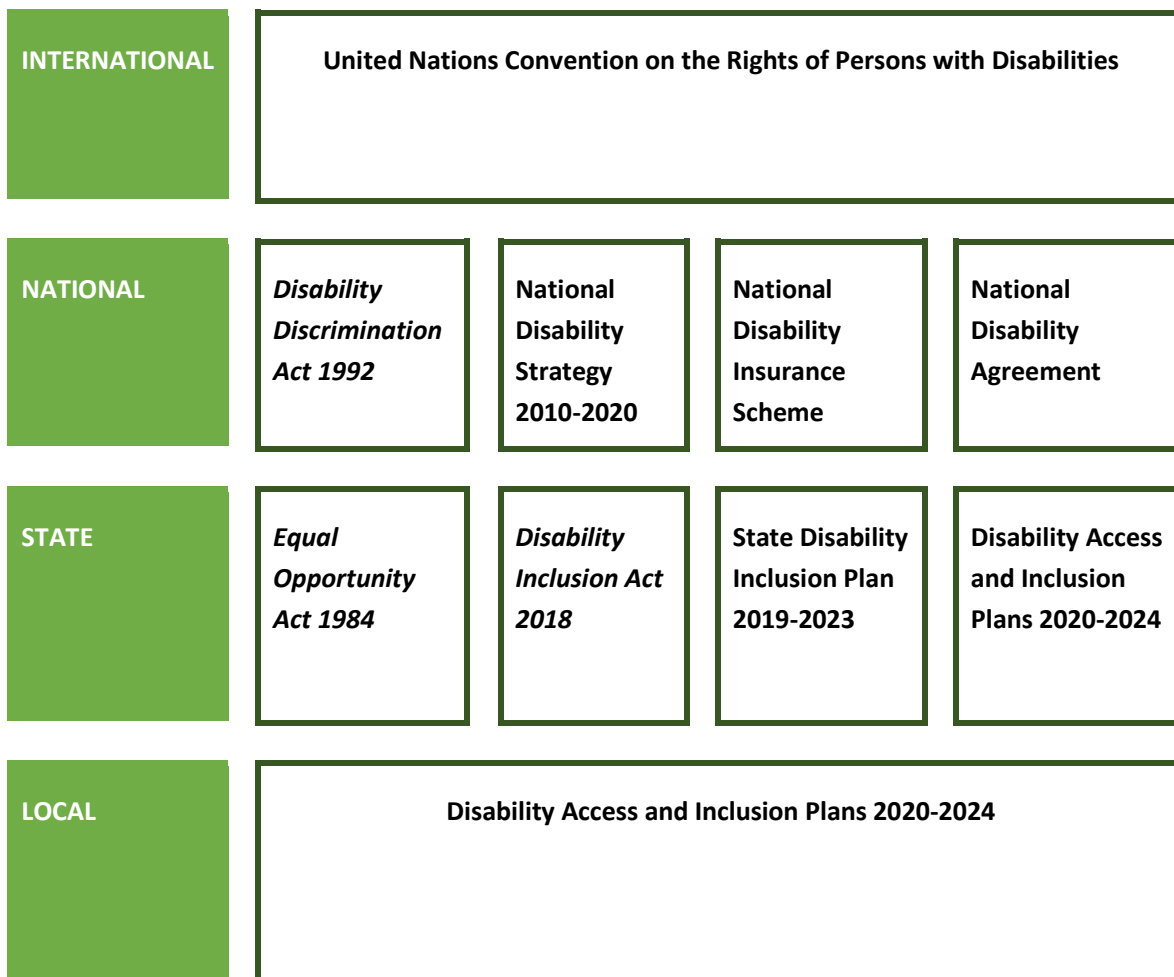 INTERNATIONAL
United Nations Convention on the Rights of Persons with Disabilities
NATIONAL
Disability
Discrimination
Act 1992
National
Disability
Strategy
2010-2020
National
Disability
Insurance
Scheme
National
Disability
Agreement
STATE
Equal
Opportunity
Act 1984
Disability
Inclusion Act
2018
State Disability
Inclusion Plan
2019-2023
Disability Access
and Inclusion
Plans 2020-2024
LOCAL
Disability Access and Inclusion Plans 2020-2024